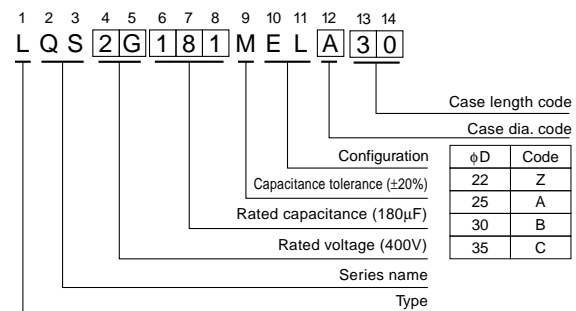 1 2 3 4 5 6 7 8 9 10 11 12 13 14
L Q S 2 G 1 8 1 M E L A 3 0
Case length code
Case dia. code
Configuration
Capacitance tolerance (±20%)
Rated capacitance (180μF)
Rated voltage (400V)
Series name
Type
ϕD Code
22 Z
25 A
30 B
35 C